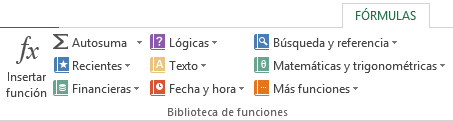 FÓRMULAS
fx
Insertar
función
Autosuma
Recientes
Financieras
Lógicas
Texto
Fecha y hora
Búsqueda y referencia
Matemáticas y trigonométricas
Más funciones
Biblioteca de funciones